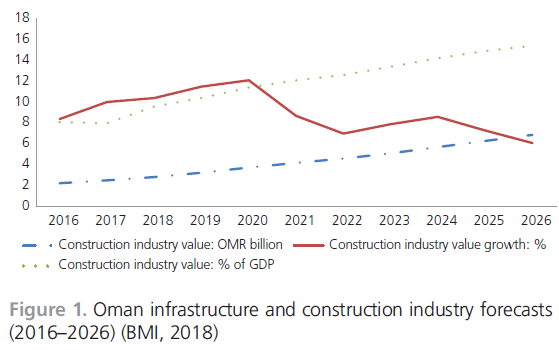 18
16
14
12
10
8
6
4
2
0
2016 2017 2018 2019 2020 2021 2022 2023 2024 2025 2026
Construction industry value: OMR billion Construction industry value growth: %
Construction industry value: % of GDP
Figure 1. Oman infrastructure and construction industry forecasts
(2016–2026) (BMI, 2018)